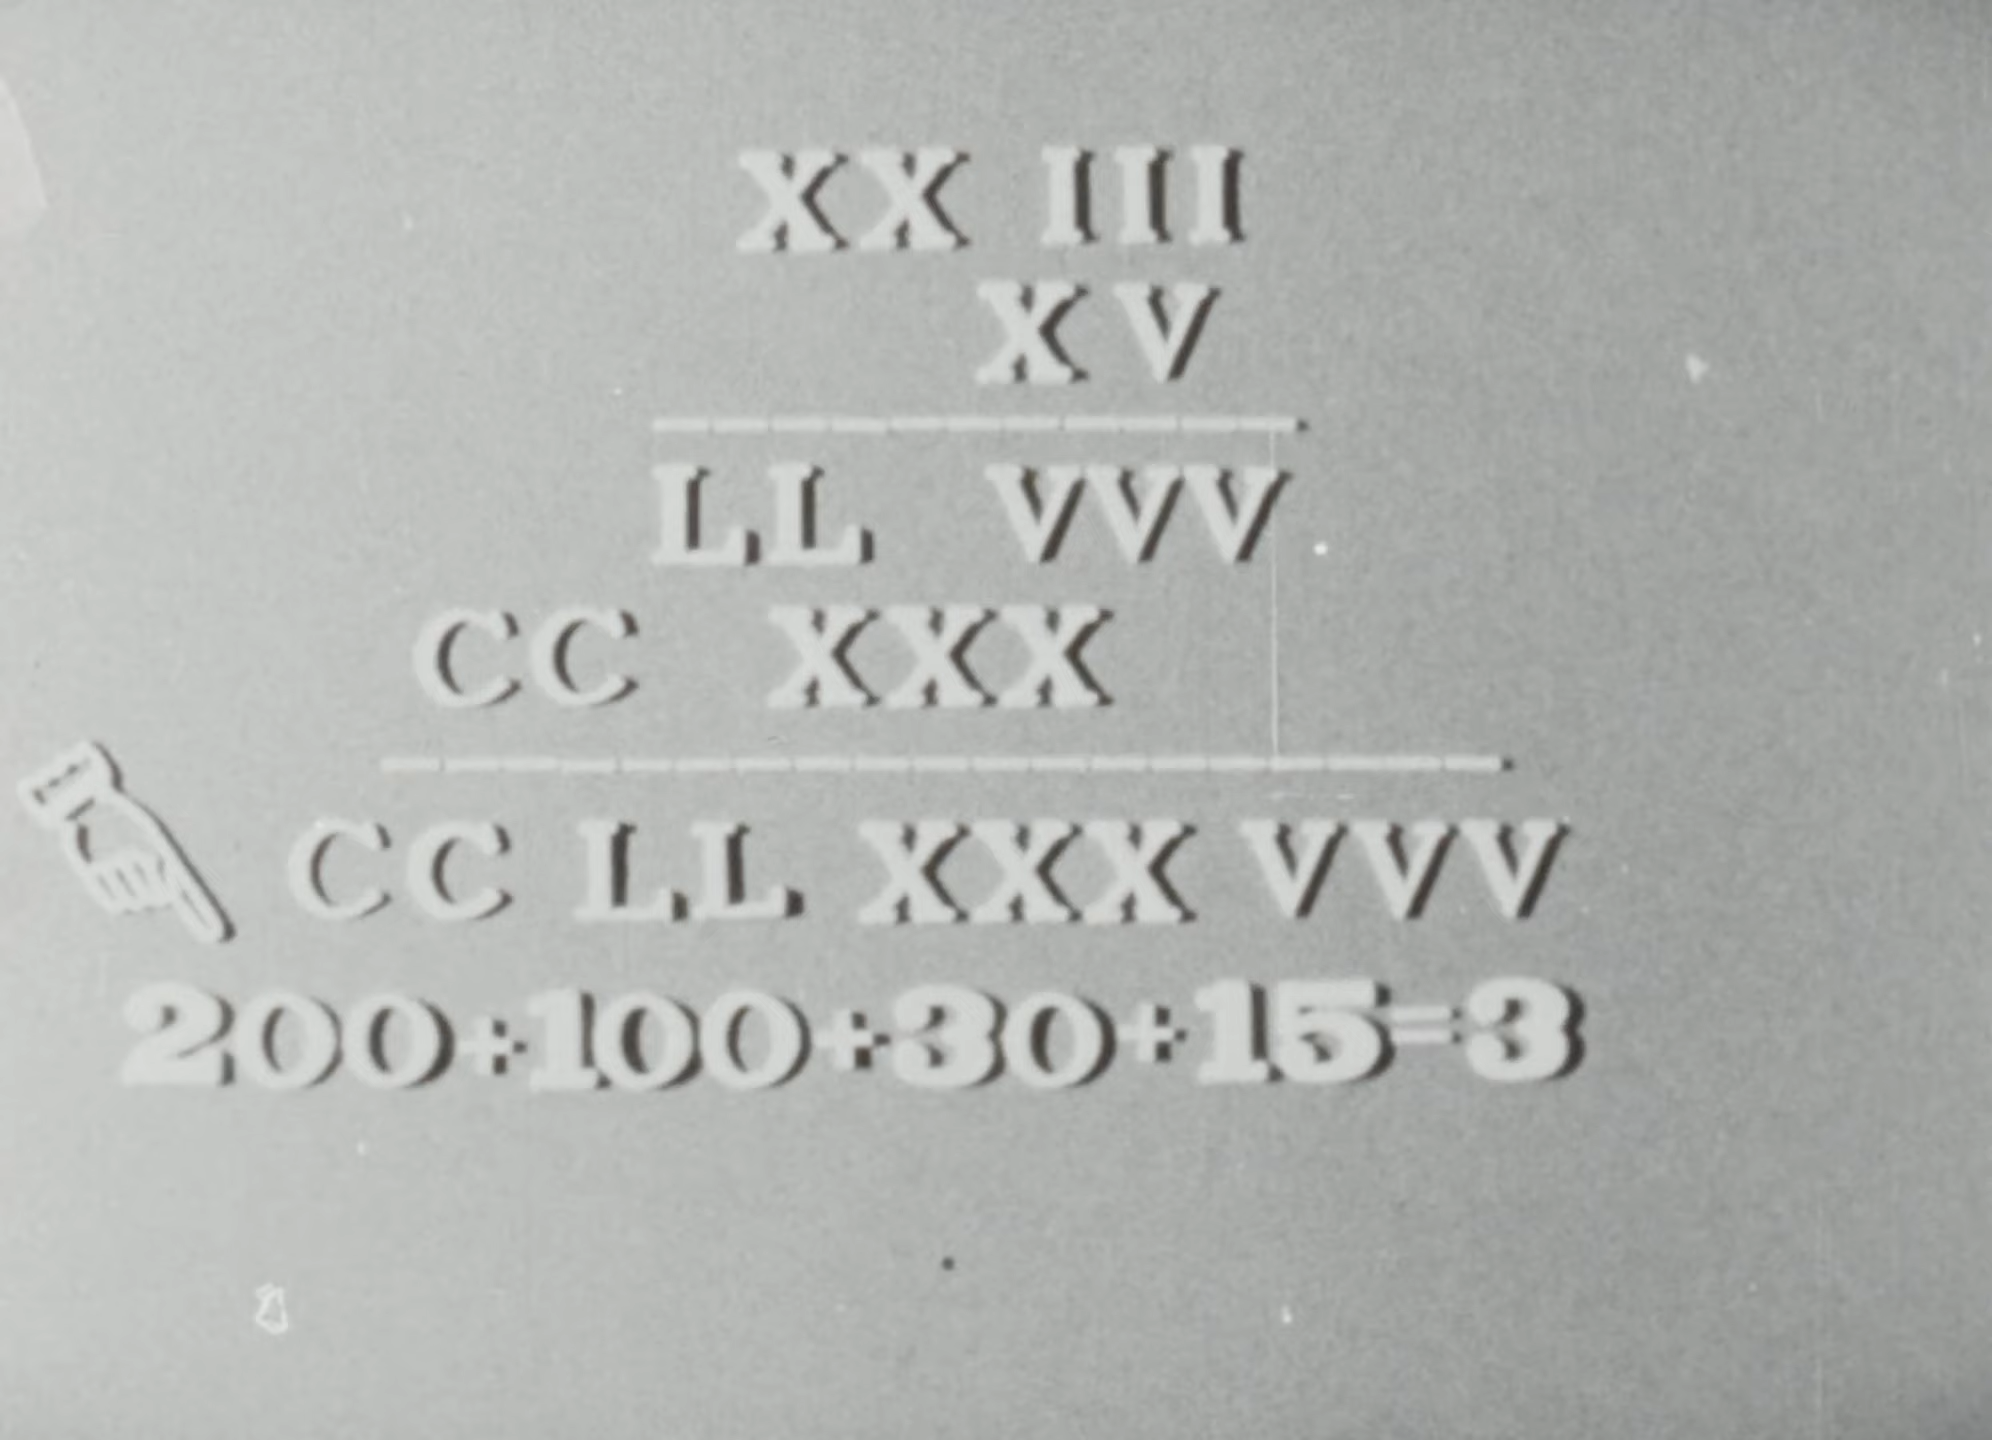 XX III
XV
LL VVV
CC XXX
CC LL XXX VVV
200+100+30+15=3